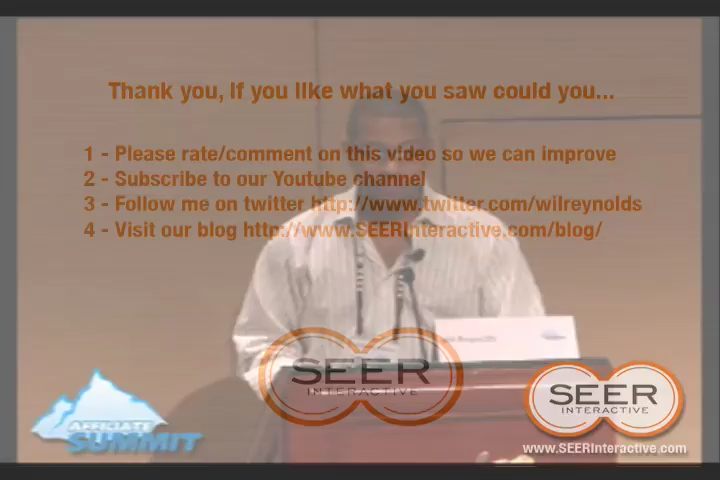 Thank you, If you like what you saw could you...
1 - Please rate/comment on this video so we can improve
2 - Subscribe to our Youtube channel
3 - Follow me on twitter http://www.twitter.com/wilreynolds
4 - Visit our blog http://www.SEERInteractive.com/blog/
SEER
INTERACTIVE
SEER
INTERACTIVE
www.SEERInteractive.com
AFFILIATE
SUMMIT